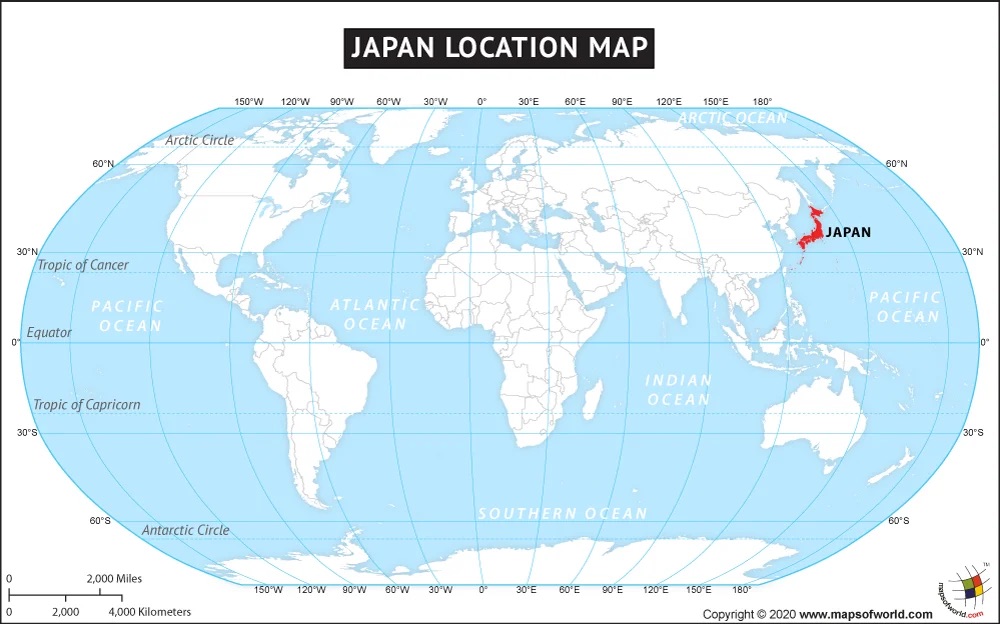 JAPAN LOCATION MAP
150°W 120°W 90°W 60°W 30°W 0° 30°E 60°E 90°E 120°E 150°E 180°
ARCTIC OCEAN
Arctic Circle
60°N 60°N
JAPAN
30°N 30°N
Tropic of Cancer
PACIFIC
OCEAN
ATLANTIC
OCEAN
PACIFIC
OCEAN
Equator
0° 0°
INDIAN
OCEAN
Tropic of Capricorn
30°S 30°S
SOUTHERN OCEAN
60°S 60°S
Antarctic Circle
150°W 120°W 90°W 60°W 30°W 0° 30°E 60°E 90°E 120°E 150°E 180°
0 2,000 Miles
0 2,000 4,000 Kilometers
mapsofworld.com
TM
Copyright © 2020 www.mapsofworld.com